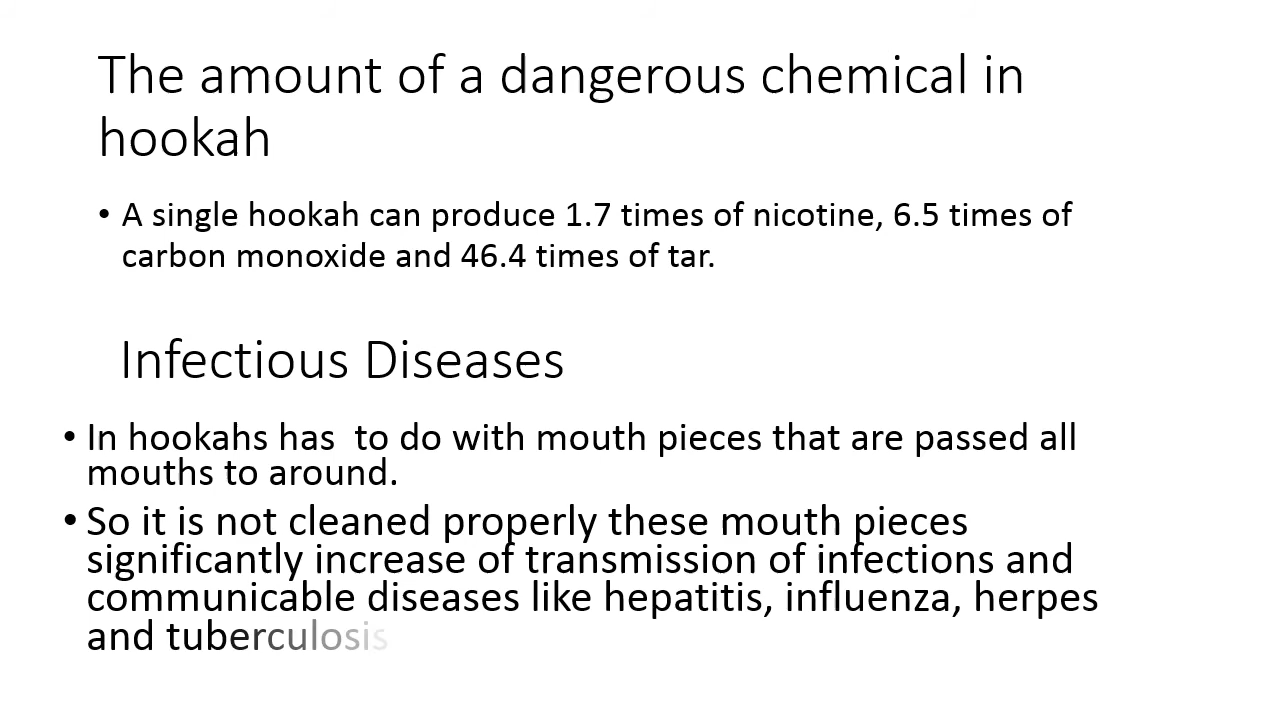 The amount of a dangerous chemical in
hookah
• A single hookah can produce 1.7 times of nicotine, 6.5 times of
carbon monoxide and 46.4 times of tar.
Infectious Diseases
• In hookahs has  to do with mouth pieces that are passed all
mouths to around.
• So it is not cleaned properly these mouth pieces
significantly increase of transmission of infections and
communicable diseases like hepatitis, influenza, herpes
and tuberculosis